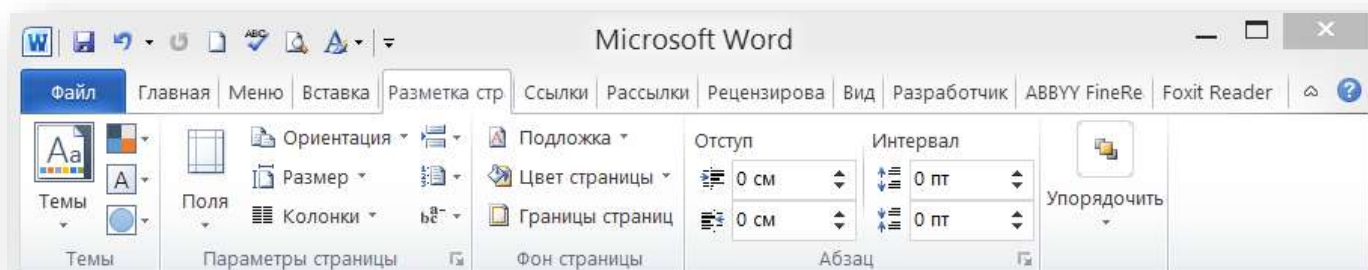 W ABC A Microsoft Word
Файл Главная Меню Вставка Разметка стр Ссылки Рассылки Рецензирова Вид Разработчик ABBYY FineRe Foxit Reader ?
Aa Ориентация Подложка Отступ Интервал
A Размер Цвет страницы 0 см 0 пт
Темы Поля Упорядочить
Колонки Границы страниц 0 см 0 пт
Темы Параметры страницы Фон страницы Абзац